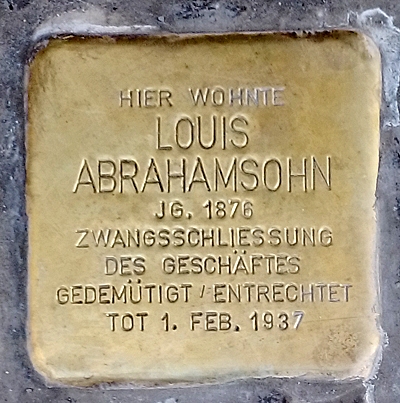 HIER WOHNTE
LOUIS
ABRAHAMSOHN
JG. 1876
ZWANGSSCHLIESSUNG
DES GESCHÄFTES
GEDEMÜTIGT / ENTRECHTET
TOT 1. FEB. 1937